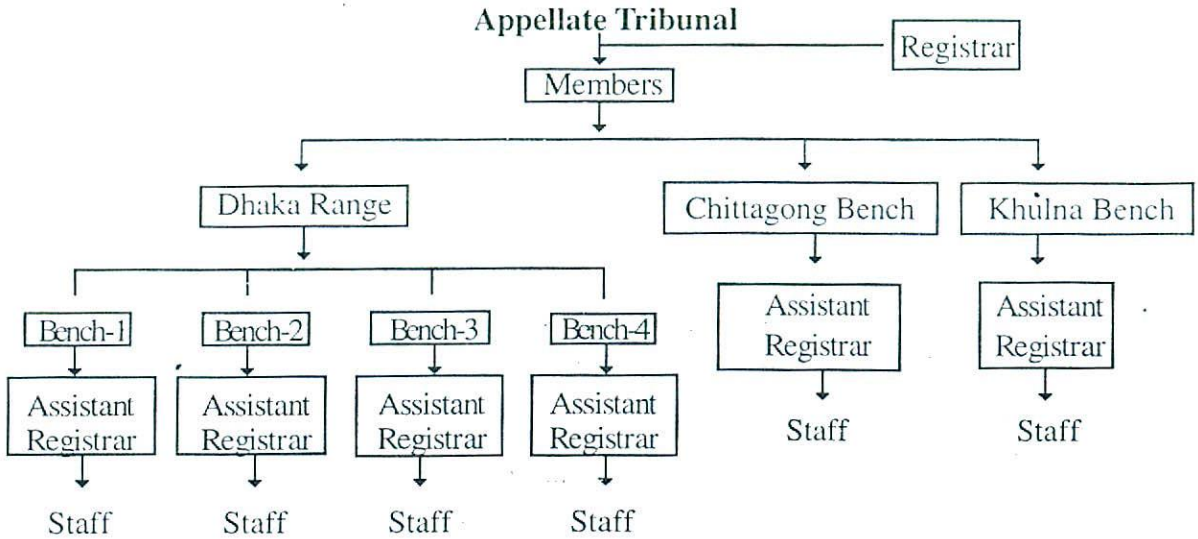 Appellate Tribunal
Registrar
Members
Dhaka Range
Chittagong Bench
Khulna Bench
Bench-1
Bench-2
Bench-3
Bench-4
Assistant
Registrar
Assistant
Registrar
Assistant
Registrar
Assistant
Registrar
Assistant
Registrar
Assistant
Registrar
Staff
Staff
Staff
Staff
Staff
Staff